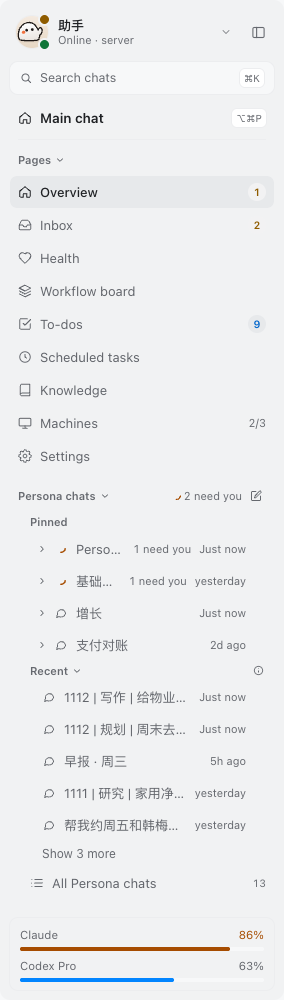 助手
Online · server
Search chats ⌘K
Main chat ⌥⌘P
Pages
Overview 1
Inbox 2
Health
Workflow board
To-dos 9
Scheduled tasks
Knowledge
Machines 2/3
Settings
Persona chats 2 need you
Pinned
Perso... 1 need you Just now
基础... 1 need you yesterday
增长 Just now
支付对账 2d ago
Recent
1112 | 写作 | 给物业... Just now
1112 | 规划 | 周末去... Just now
早报 · 周三 5h ago
1111 | 研究 | 家用净... yesterday
帮我约周五和韩梅... yesterday
Show 3 more
All Persona chats 13
Claude 86%
Codex Pro 63%